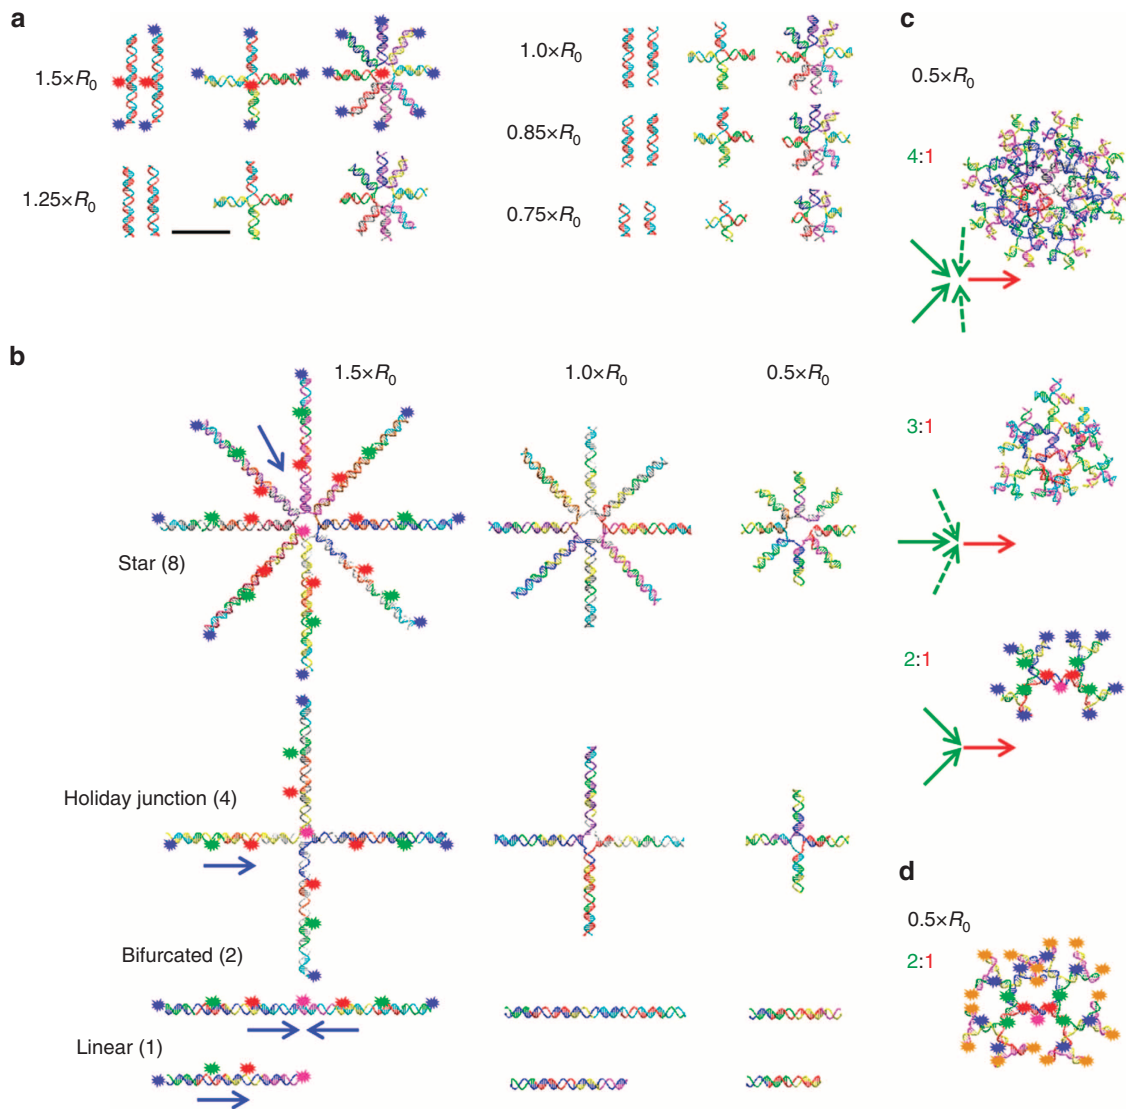 a
1.5×R0
1.25×R0
1.0×R0
0.85×R0
0.75×R0
b
1.5×R0
1.0×R0
0.5×R0
Star (8)
Holiday junction (4)
Bifurcated (2)
Linear (1)
c
0.5×R0
4:1
3:1
2:1
d
0.5×R0
2:1